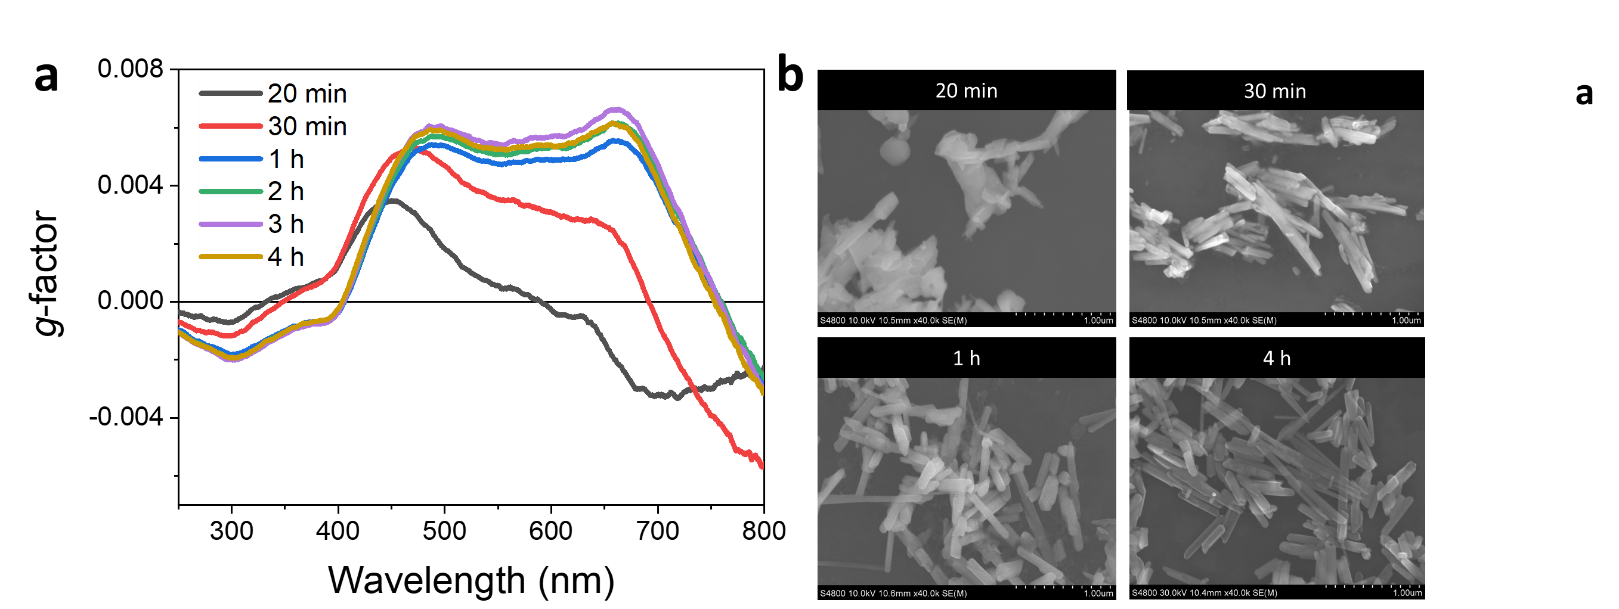 a
0.008
0.004
0.000
-0.004
g-factor
20 min
30 min
1 h
2 h
3 h
4 h
300 400 500 600 700 800
Wavelength (nm)
b
20 min
S4800 10.0kV 10.5mm x40.0k SE(M) 1.00um
30 min
S4800 10.0kV 10.5mm x40.0k SE(M) 1.00um
1 h
S4800 10.0kV 10.6mm x40.0k SE(M) 1.00um
4 h
S4800 30.0kV 10.4mm x40.0k SE(M) 1.00um
a